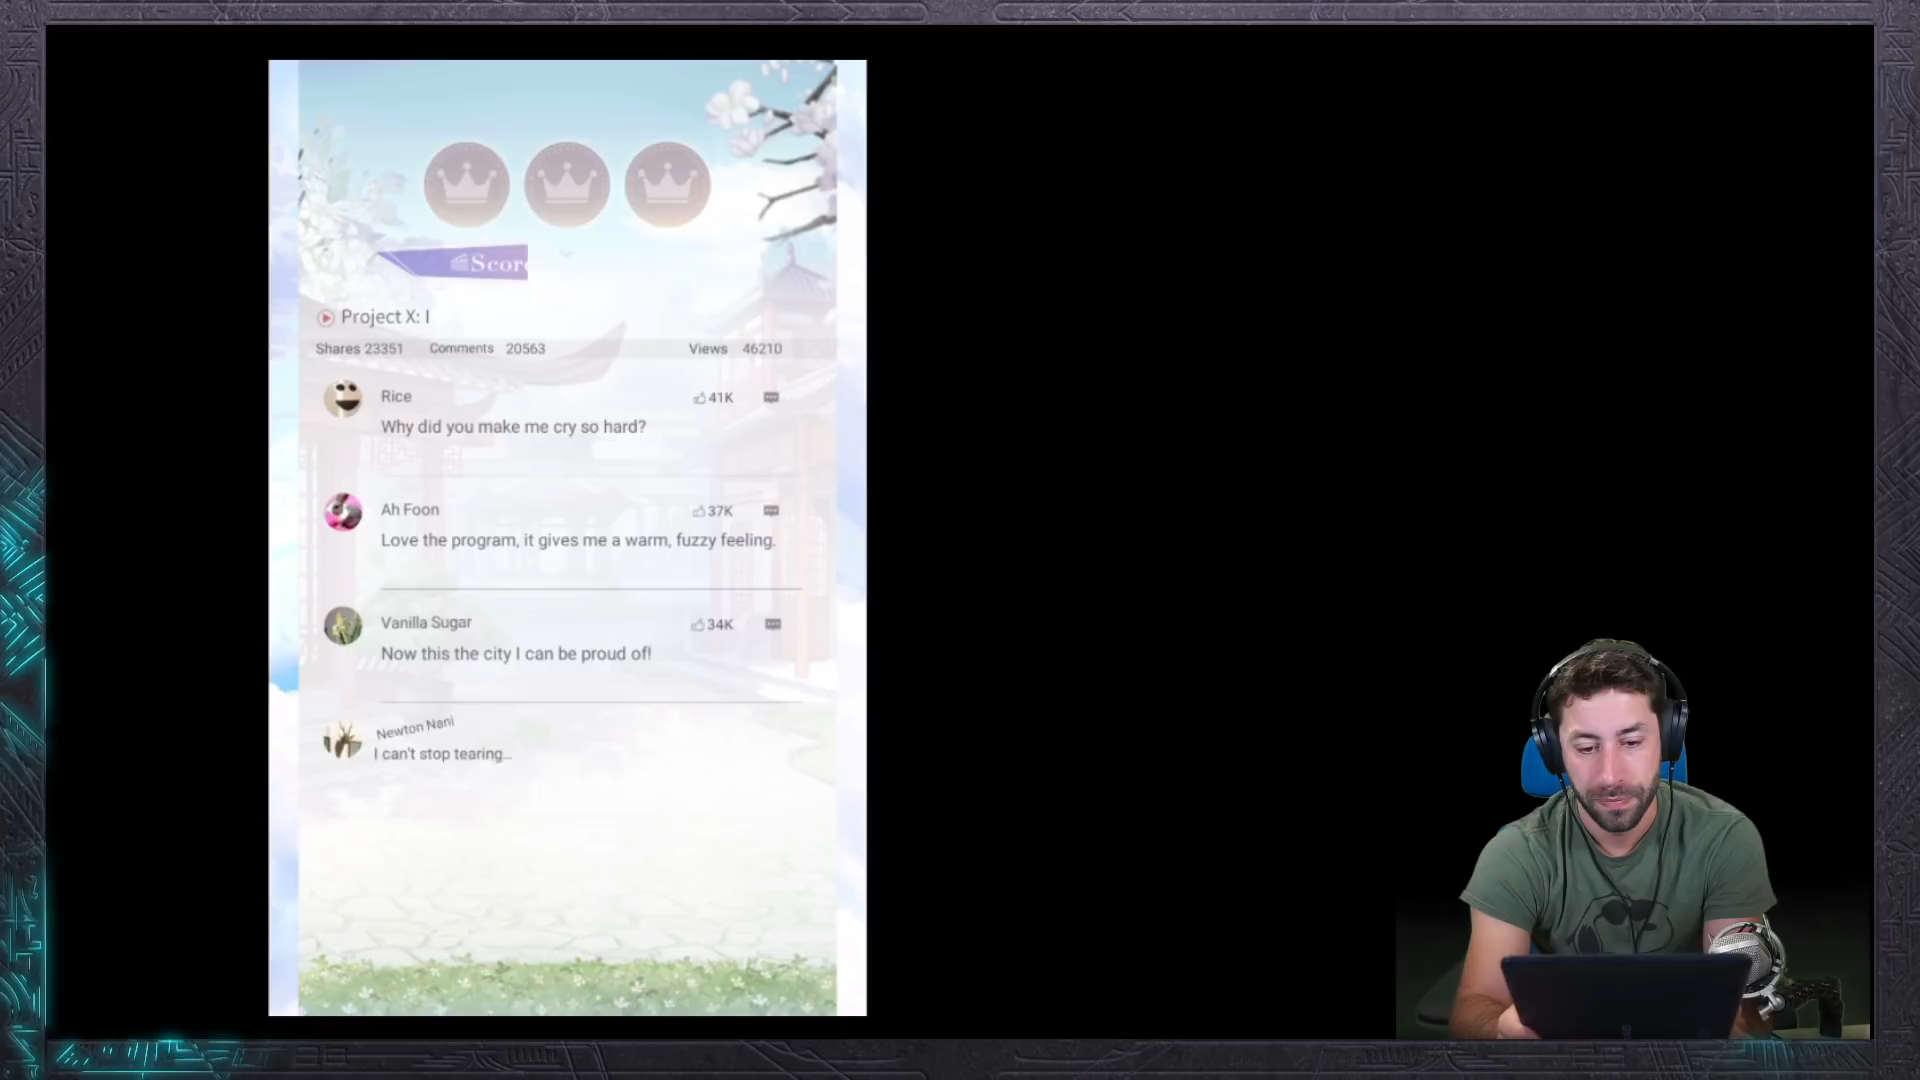 Score
Project X: I
Shares 23351 Comments 20563 Views 46210
Rice 41K
Why did you make me cry so hard?
Ah Foon 37K
Love the program, it gives me a warm, fuzzy feeling.
Vanilla Sugar 34K
Now this the city I can be proud of!
Newton Nani
I can't stop tearing...